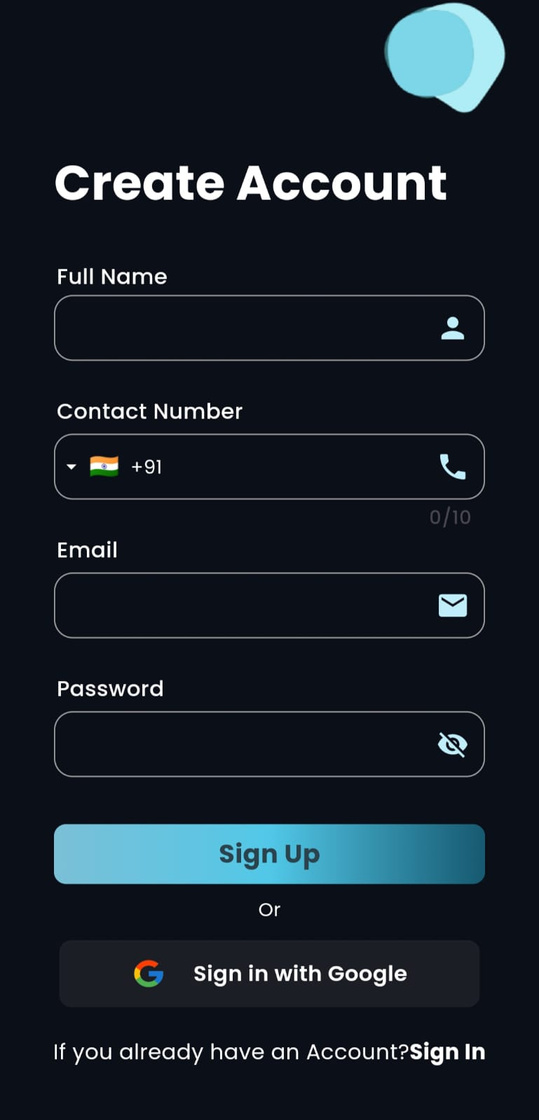 Create Account
Full Name
Contact Number
+91
0/10
Email
Password
Sign Up
Or
Sign in with Google
If you already have an Account?Sign In